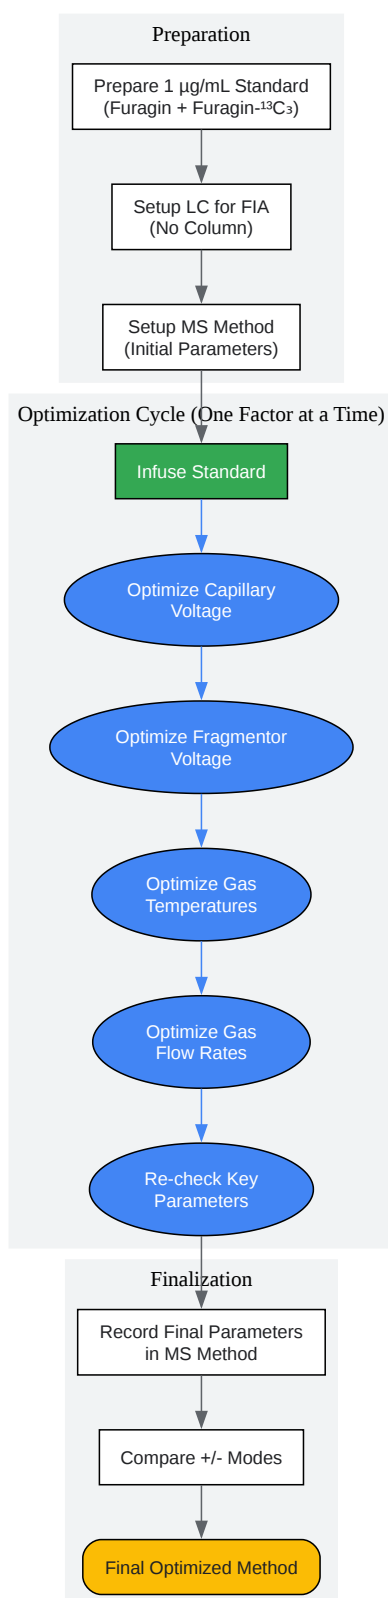 Preparation
Prepare 1 µg/mL Standard
(Furagin + Furagin-¹³C₃)
Setup LC for FIA
(No Column)
Setup MS Method
(Initial Parameters)
Optimization Cycle (One Factor at a Time)
Infuse Standard
Optimize Capillary
Voltage
Optimize Fragmentor
Voltage
Optimize Gas
Temperatures
Optimize Gas
Flow Rates
Re-check Key
Parameters
Finalization
Record Final Parameters
in MS Method
Compare +/- Modes
Final Optimized Method